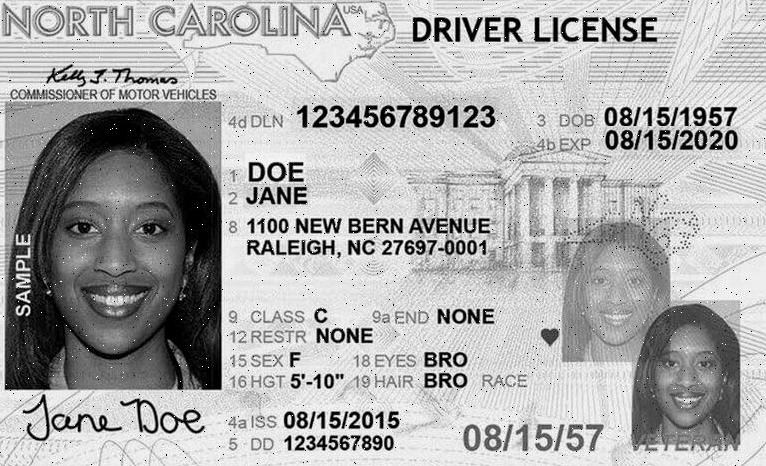 NORTH CAROLINA USA DRIVER LICENSE
Kelly J. Thomas
COMMISSIONER OF MOTOR VEHICLES
4d DLN 123456789123 3 DOB 08/15/1957
4b EXP 08/15/2020
1 DOE
2 JANE
8 1100 NEW BERN AVENUE
RALEIGH, NC 27697-0001
SAMPLE
9 CLASS C 9a END NONE
12 RESTR NONE
15 SEX F 18 EYES BRO
16 HGT 5'-10" 19 HAIR BRO RACE
Jane Doe
4a ISS 08/15/2015
5 DD 1234567890
08/15/57
VETERAN